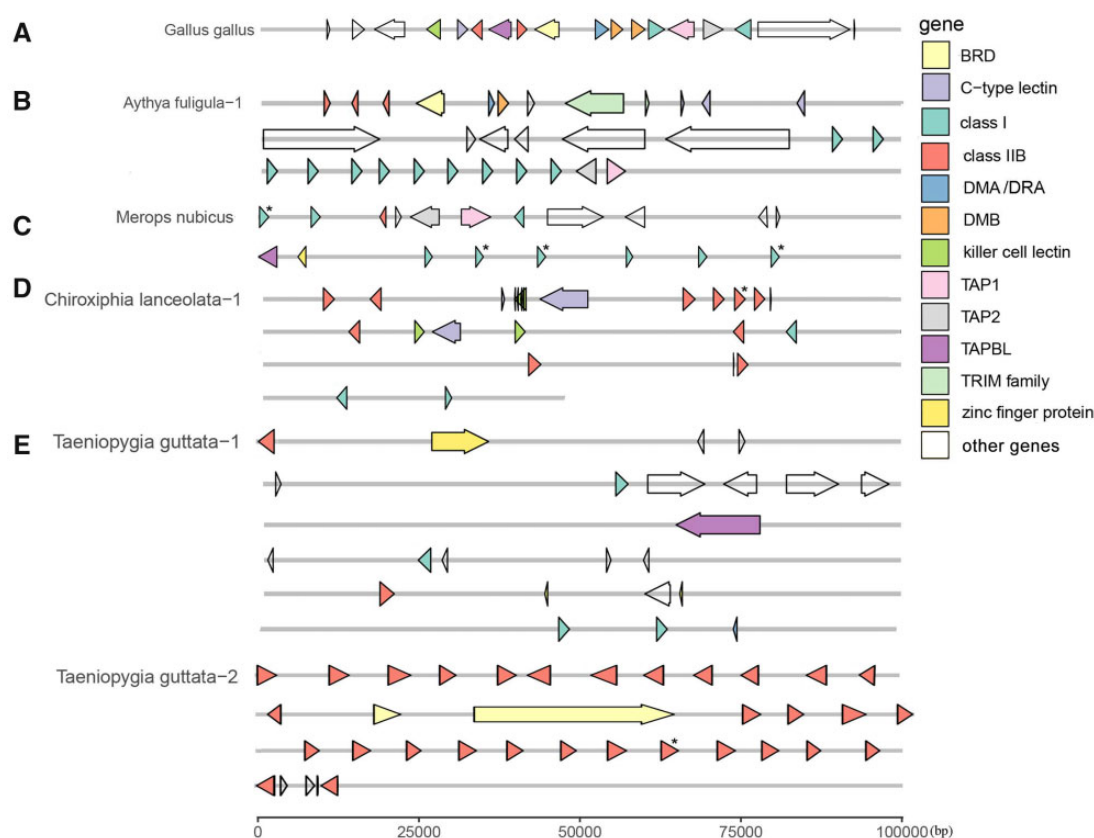 A
Gallus gallus
B
Aythya fuligula−1
C
Merops nubicus
*
* * *
D
Chiroxiphia lanceolata−1
*
E
Taeniopygia guttata−1
Taeniopygia guttata−2
*
0 25000 50000 75000 100000 (bp)
gene
BRD
C-type lectin
class I
class IIB
DMA/DRA
DMB
killer cell lectin
TAP1
TAP2
TAPBL
TRIM family
zinc finger protein
other genes